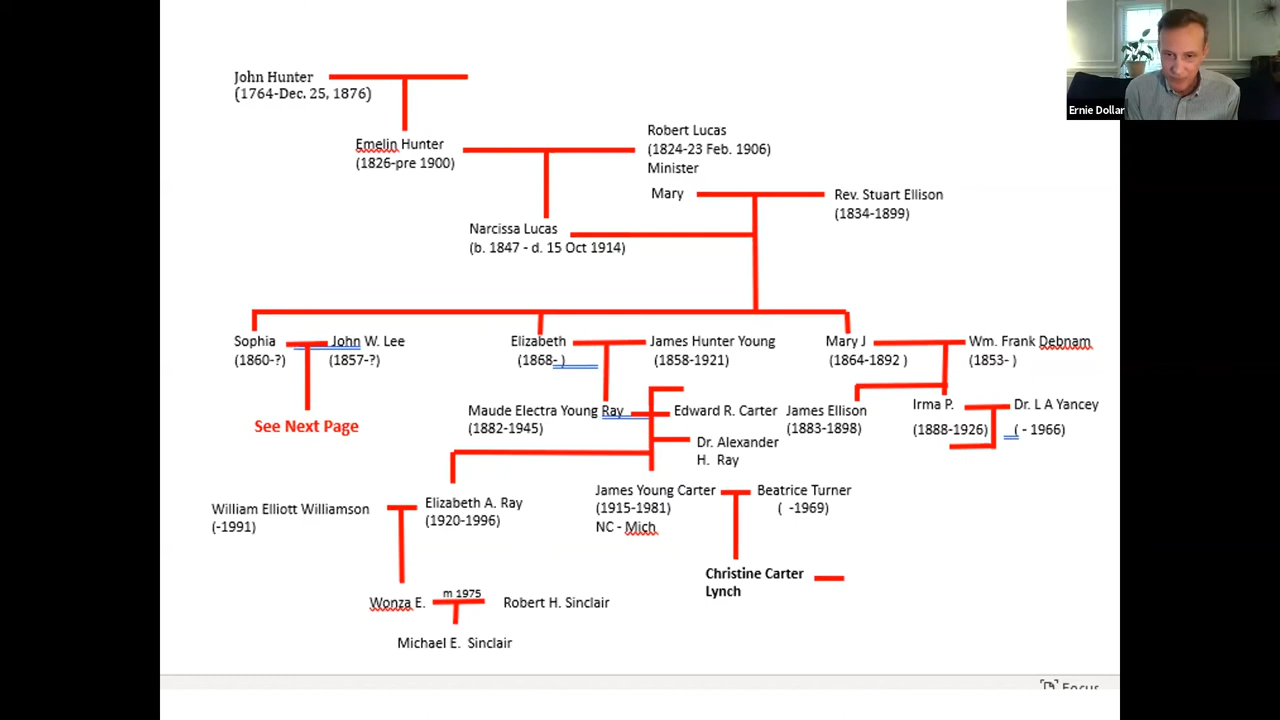 Ernie Dollar
John Hunter
(1764-Dec. 25, 1876)
Emelin Hunter
(1826-pre 1900)
Robert Lucas
(1824-23 Feb. 1906)
Minister
Mary
Rev. Stuart Ellison
(1834-1899)
Narcissa Lucas
(b. 1847 - d. 15 Oct 1914)
Sophia
(1860-?)
John W. Lee
(1857-?)
Elizabeth
(1868- )
James Hunter Young
(1858-1921)
Mary J
(1864-1892 )
Wm. Frank Debnam
(1853- )
See Next Page
Maude Electra Young Ray
(1882-1945)
Edward R. Carter
James Ellison
(1883-1898)
Irma P.
(1888-1926)
Dr. L A Yancey
( - 1966)
Dr. Alexander
H. Ray
William Elliott Williamson
(-1991)
Elizabeth A. Ray
(1920-1996)
James Young Carter
(1915-1981)
NC - Mich
Beatrice Turner
( -1969)
Christine Carter
Lynch
Wonza E.
m 1975
Robert H. Sinclair
Michael E. Sinclair
Focus